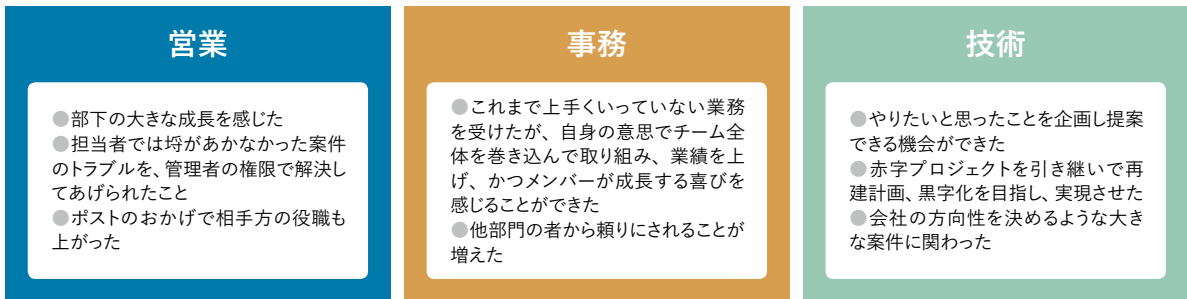 営業
●部下の大きな成長を感じた
●担当者では埒があかなかった案件
のトラブルを、管理者の権限で解決し
てあげられたこと
●ポストのおかげで相手方の役職も
上がった
事務
●これまで上手くいっていない業務
を受けたが、自身の意思でチーム全
体を巻き込んで取り組み、業績を上
げ、かつメンバーが成長する喜びを
感じることができた
●他部門の者から頼りにされることが
増えた
技術
●やりたいと思ったことを企画し提案
できる機会ができた
●赤字プロジェクトを引き継いで再
建計画、黒字化を目指し、実現させた
●会社の方向性を決めるような大き
な案件に関わった